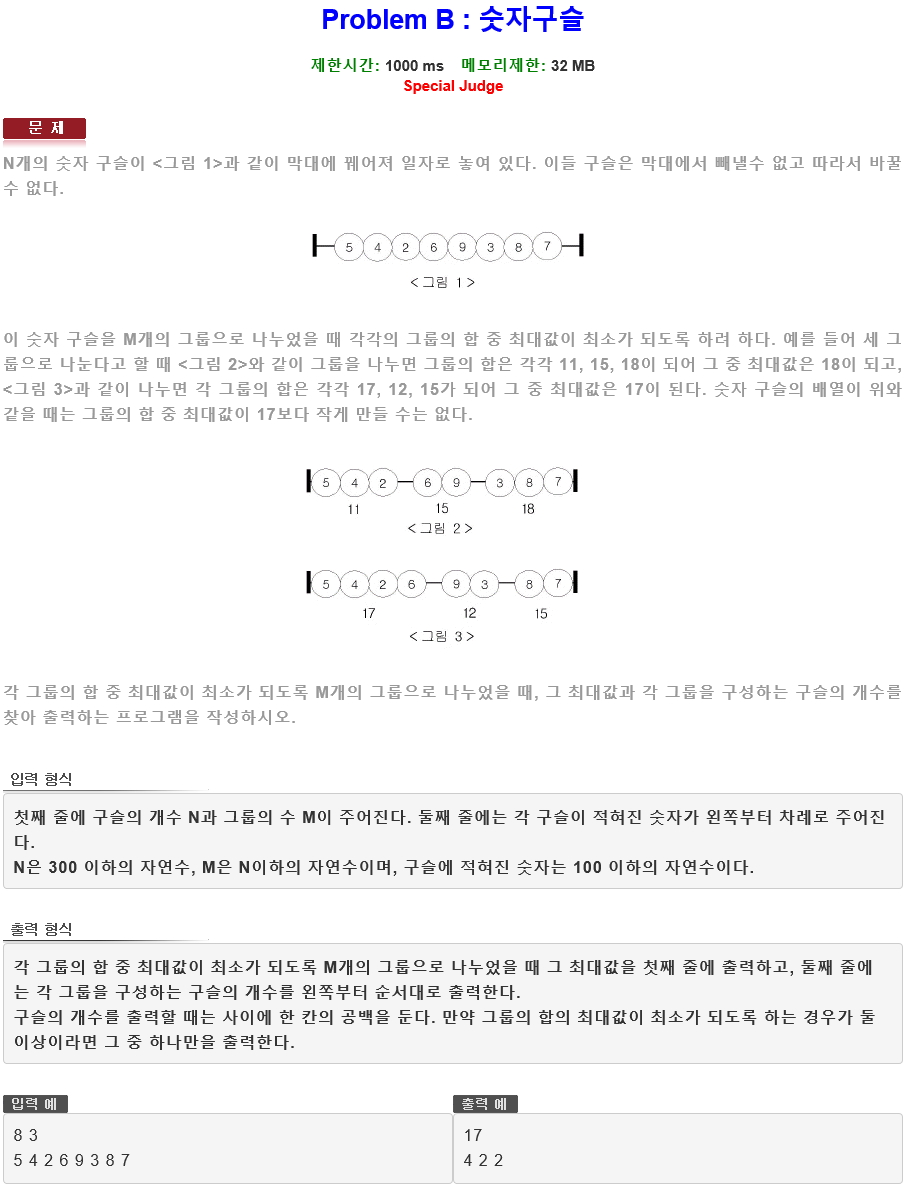 Problem B : 숫자구슬
제한시간: 1000 ms 메모리제한: 32 MB
Special Judge
문 제
N개의 숫자 구슬이 <그림 1>과 같이 막대에 꿰어져 일자로 놓여 있다. 이들 구슬은 막대에서 빼낼수 없고 따라서 바꿀
수 없다.
5 4 2 6 9 3 8 7
<그림 1>
이 숫자 구슬을 M개의 그룹으로 나누었을 때 각각의 그룹의 합 중 최대값이 최소가 되도록 하려 하다. 예를 들어 세 그
룹으로 나눈다고 할 때 <그림 2>와 같이 그룹을 나누면 그룹의 합은 각각 11, 15, 18이 되어 그 중 최대값은 18이 되고,
<그림 3>과 같이 나누면 각 그룹의 합은 각각 17, 12, 15가 되어 그 중 최대값은 17이 된다. 숫자 구슬의 배열이 위와
같을 때는 그룹의 합 중 최대값이 17보다 작게 만들 수는 없다.
5 4 2 6 9 3 8 7
11 15 18
<그림 2>
5 4 2 6 9 3 8 7
17 12 15
<그림 3>
각 그룹의 합 중 최대값이 최소가 되도록 M개의 그룹으로 나누었을 때, 그 최대값과 각 그룹을 구성하는 구슬의 개수를
찾아 출력하는 프로그램을 작성하시오.
입력 형식
첫째 줄에 구슬의 개수 N과 그룹의 수 M이 주어진다. 둘째 줄에는 각 구슬이 적혀진 숫자가 왼쪽부터 차례로 주어진
다.
N은 300 이하의 자연수, M은 N이하의 자연수이며, 구슬에 적혀진 숫자는 100 이하의 자연수이다.
출력 형식
각 그룹의 합 중 최대값이 최소가 되도록 M개의 그룹으로 나누었을 때 그 최대값을 첫째 줄에 출력하고, 둘째 줄에
는 각 그룹을 구성하는 구슬의 개수를 왼쪽부터 순서대로 출력한다.
구슬의 개수를 출력할 때는 사이에 한 칸의 공백을 둔다. 만약 그룹의 합의 최대값이 최소가 되도록 하는 경우가 둘
이상이라면 그 중 하나만을 출력한다.
입력 예
8 3
5 4 2 6 9 3 8 7
출력 예
17
4 2 2